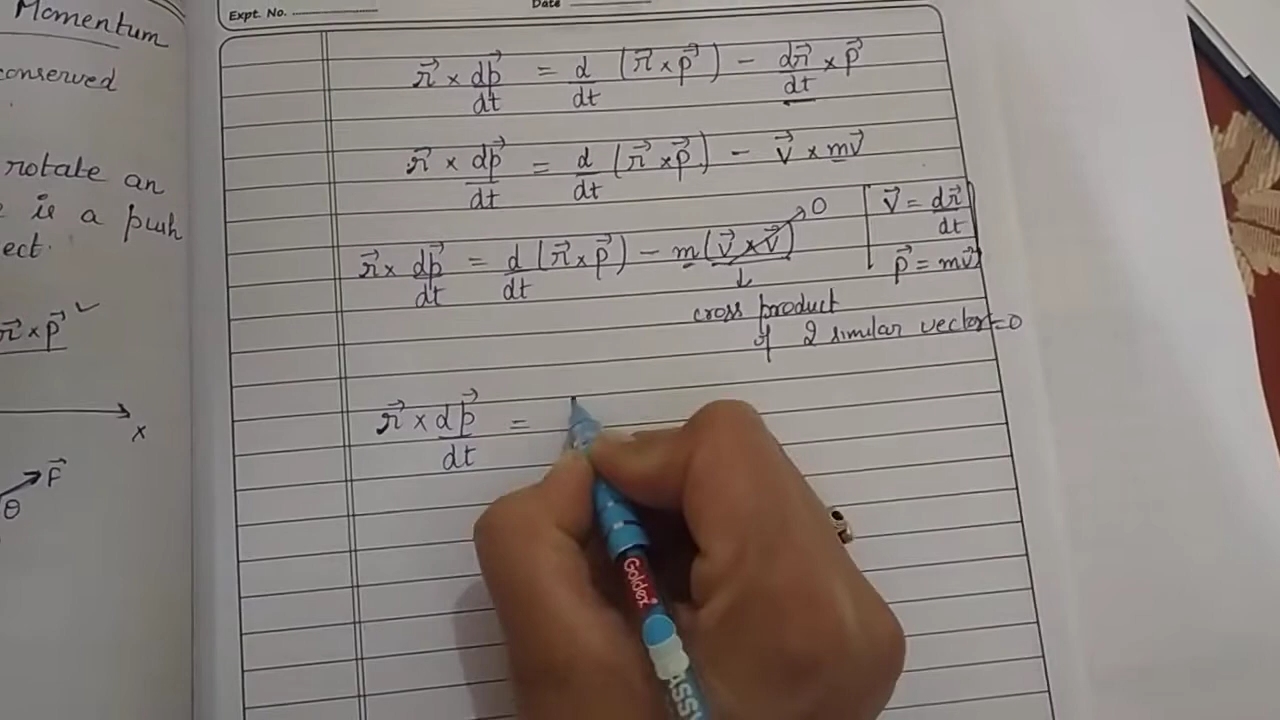 Momentum
conserved
rotate an
is a push
ect.
r⃗ × p⃗ ✓
x
F⃗
θ
Expt. No.
Date
r⃗ × dp⃗/dt = d/dt (r⃗ × p⃗) − dr⃗/dt × p⃗
r⃗ × dp⃗/dt = d/dt (r⃗ × p⃗) − v⃗ × mv⃗
r⃗ × dp⃗/dt = d/dt (r⃗ × p⃗) − m(v⃗ × v⃗) 0
v⃗ = dr⃗/dt
p⃗ = mv⃗
cross product
of 2 similar vector = 0
r⃗ × dp⃗/dt =
Goldex